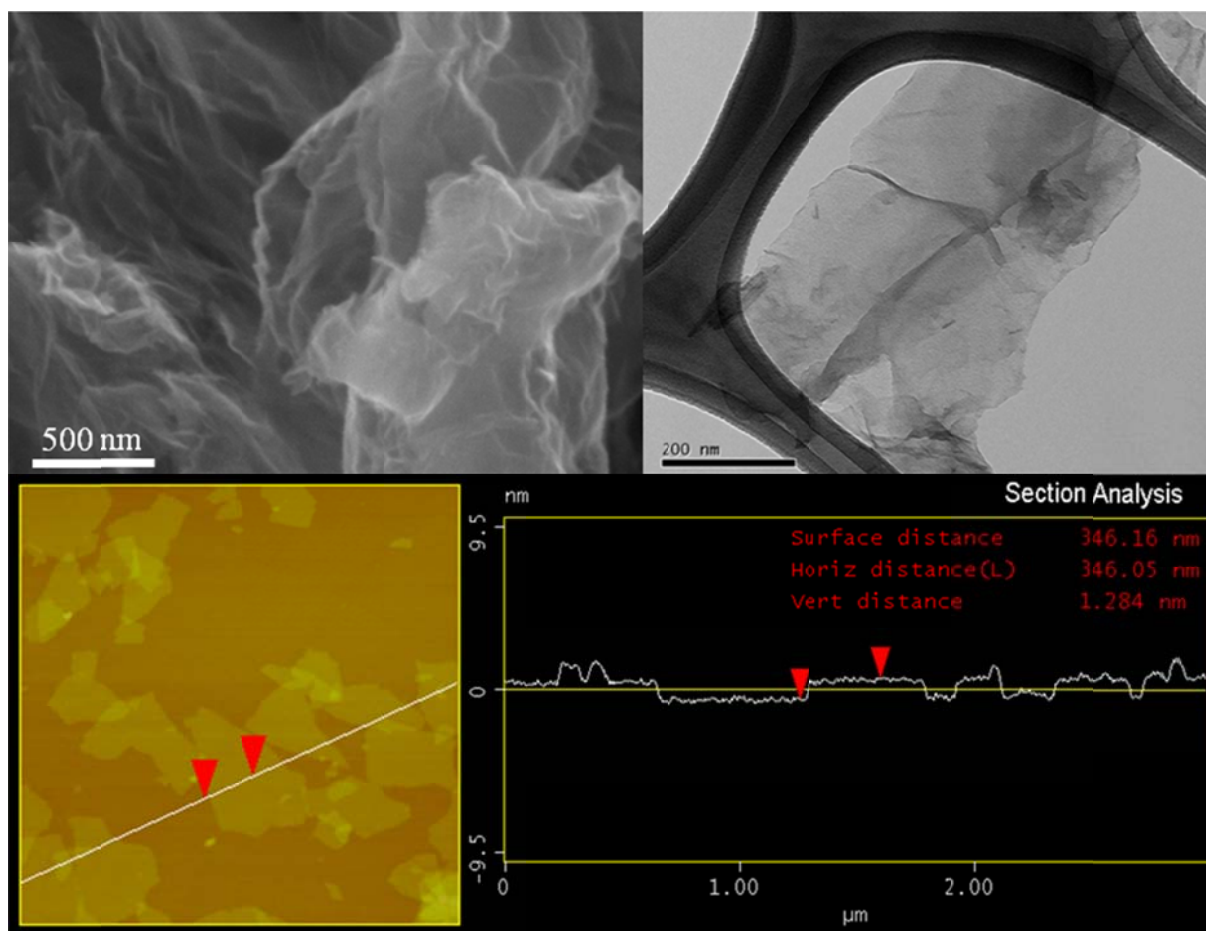 500 nm
200 nm
Section Analysis
nm
9.5
0
-9.5
Surface distance 346.16 nm
Horiz distance(L) 346.05 nm
Vert distance 1.284 nm
0 1.00 2.00
µm